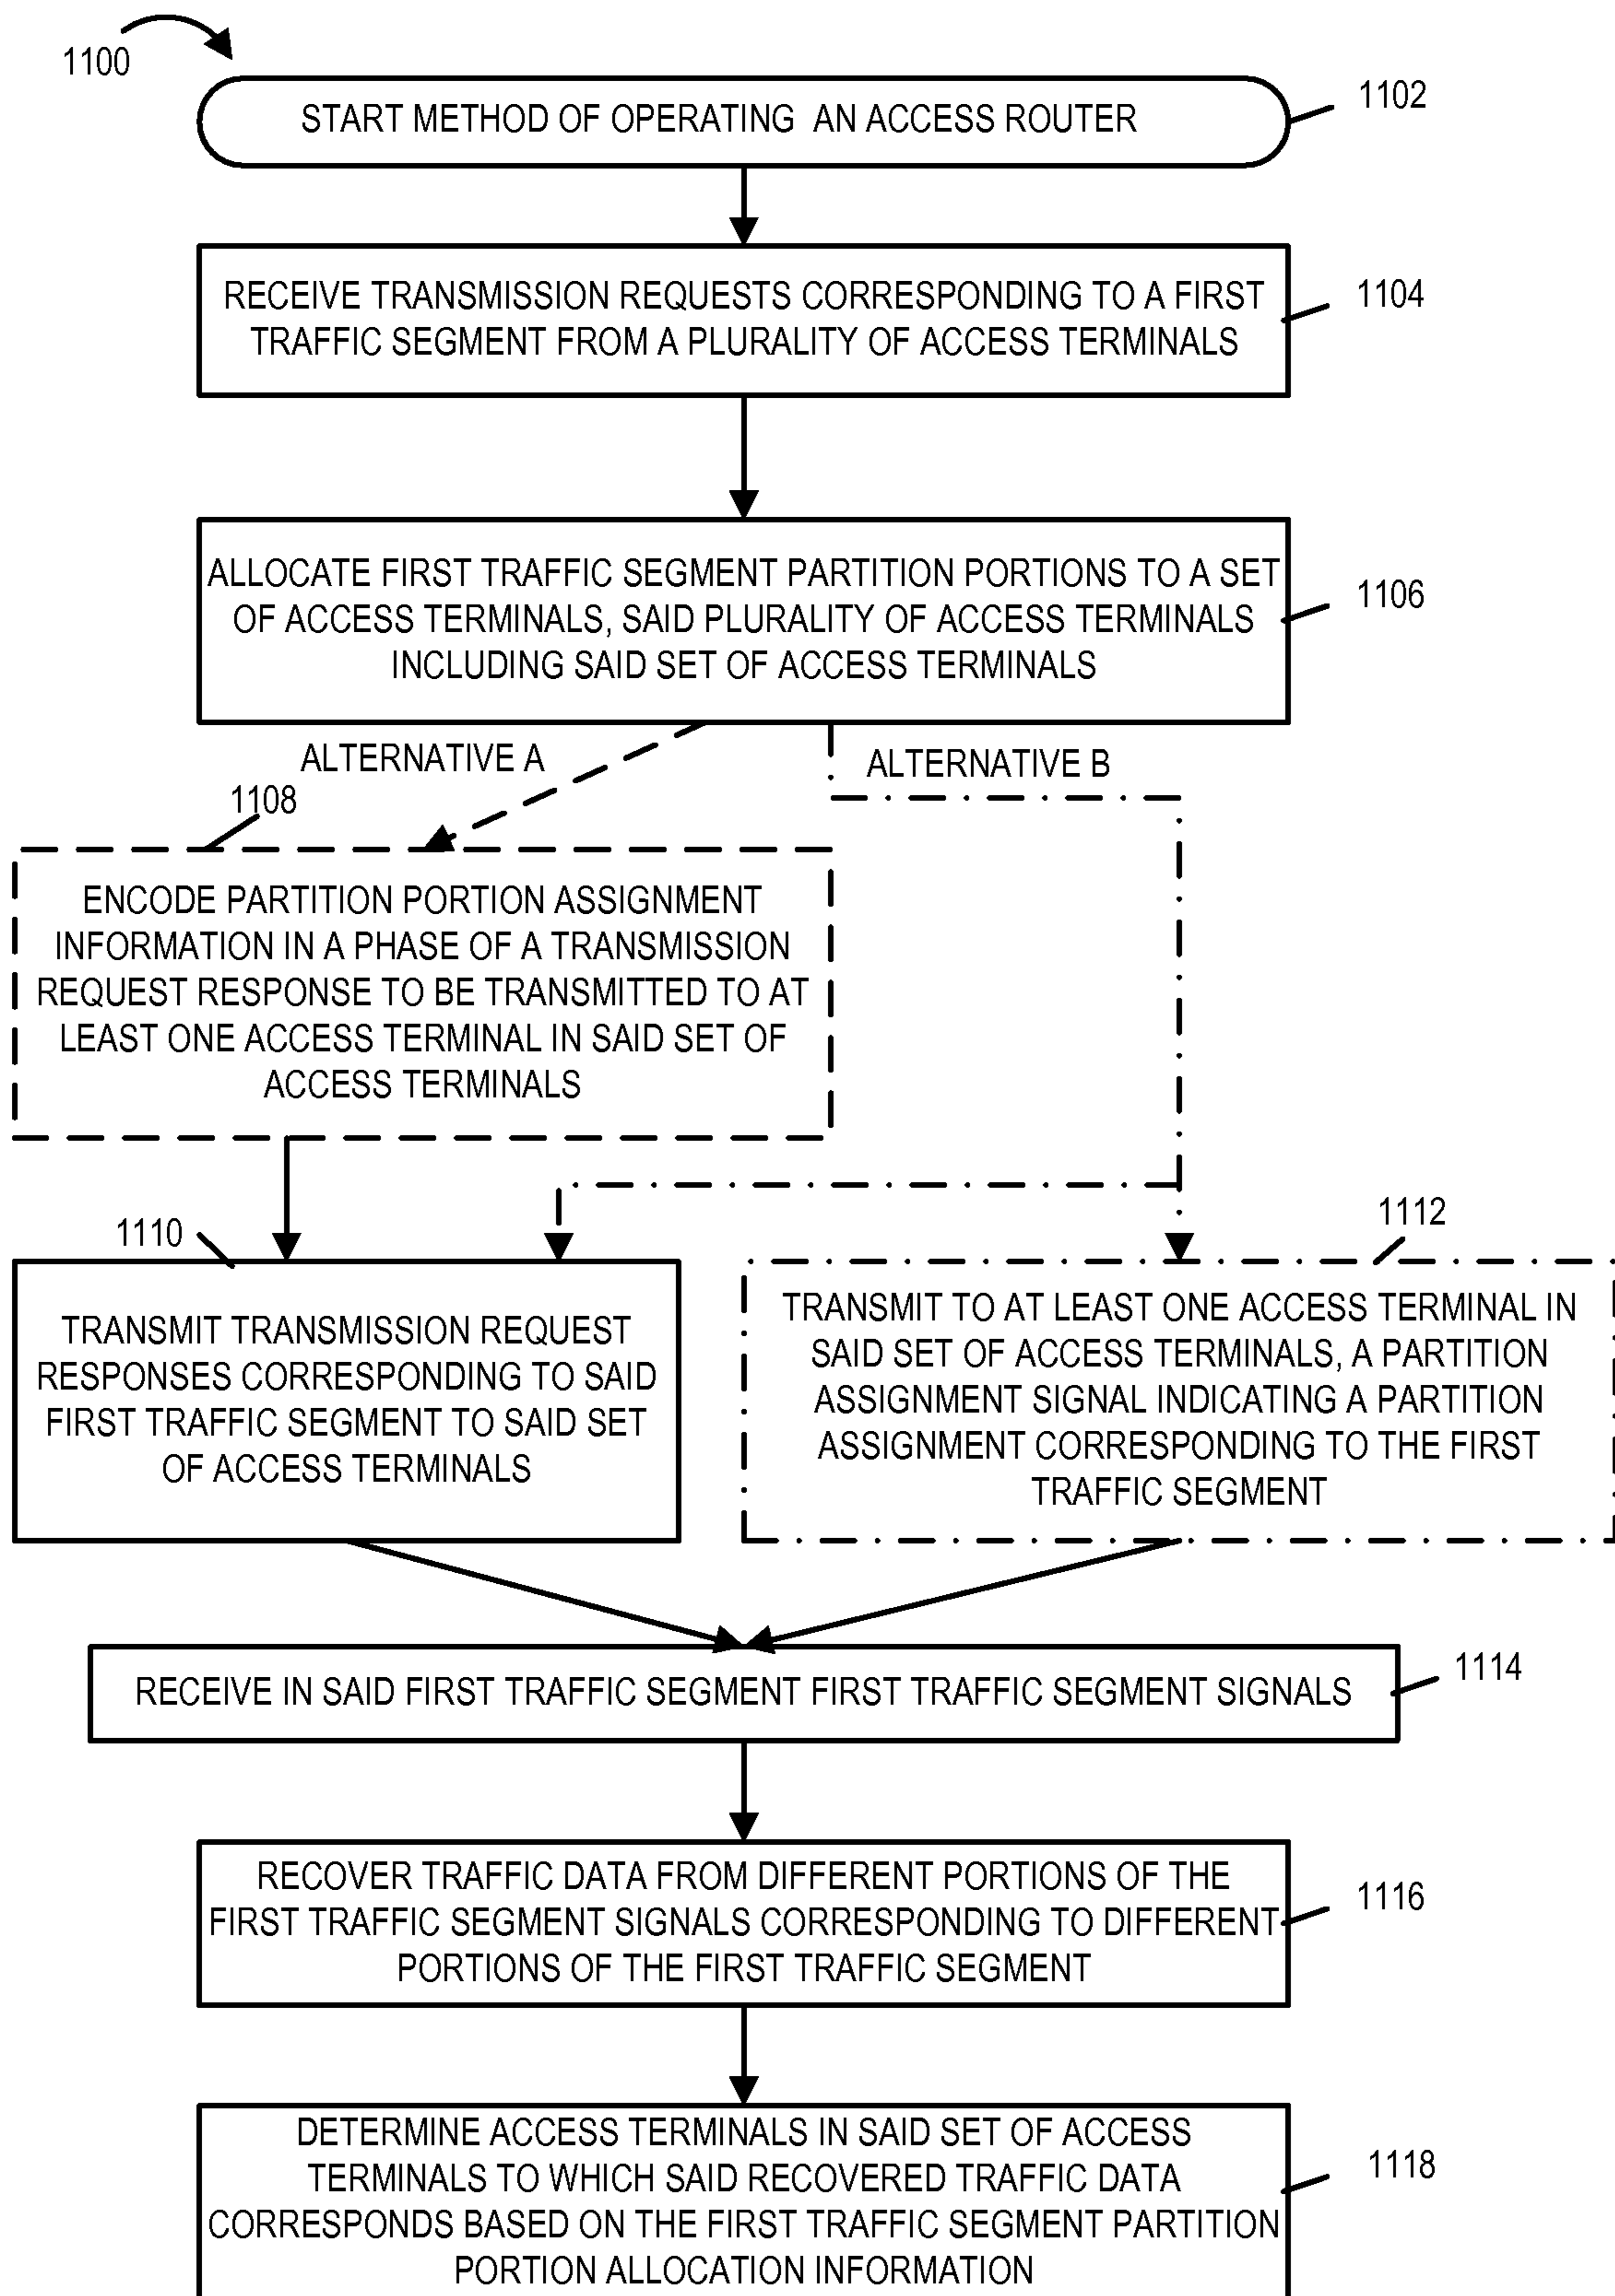 1100
START METHOD OF OPERATING AN ACCESS ROUTER
1102
RECEIVE TRANSMISSION REQUESTS CORRESPONDING TO A FIRST
TRAFFIC SEGMENT FROM A PLURALITY OF ACCESS TERMINALS
1104
ALLOCATE FIRST TRAFFIC SEGMENT PARTITION PORTIONS TO A SET
OF ACCESS TERMINALS, SAID PLURALITY OF ACCESS TERMINALS
INCLUDING SAID SET OF ACCESS TERMINALS
1106
ALTERNATIVE A
ALTERNATIVE B
1108
ENCODE PARTITION PORTION ASSIGNMENT
INFORMATION IN A PHASE OF A TRANSMISSION
REQUEST RESPONSE TO BE TRANSMITTED TO AT
LEAST ONE ACCESS TERMINAL IN SAID SET OF
ACCESS TERMINALS
1110
TRANSMIT TRANSMISSION REQUEST
RESPONSES CORRESPONDING TO SAID
FIRST TRAFFIC SEGMENT TO SAID SET
OF ACCESS TERMINALS
1112
TRANSMIT TO AT LEAST ONE ACCESS TERMINAL IN
SAID SET OF ACCESS TERMINALS, A PARTITION
ASSIGNMENT SIGNAL INDICATING A PARTITION
ASSIGNMENT CORRESPONDING TO THE FIRST
TRAFFIC SEGMENT
RECEIVE IN SAID FIRST TRAFFIC SEGMENT FIRST TRAFFIC SEGMENT SIGNALS
1114
RECOVER TRAFFIC DATA FROM DIFFERENT PORTIONS OF THE
FIRST TRAFFIC SEGMENT SIGNALS CORRESPONDING TO DIFFERENT
PORTIONS OF THE FIRST TRAFFIC SEGMENT
1116
DETERMINE ACCESS TERMINALS IN SAID SET OF ACCESS
TERMINALS TO WHICH SAID RECOVERED TRAFFIC DATA
CORRESPONDS BASED ON THE FIRST TRAFFIC SEGMENT PARTITION
PORTION ALLOCATION INFORMATION
1118